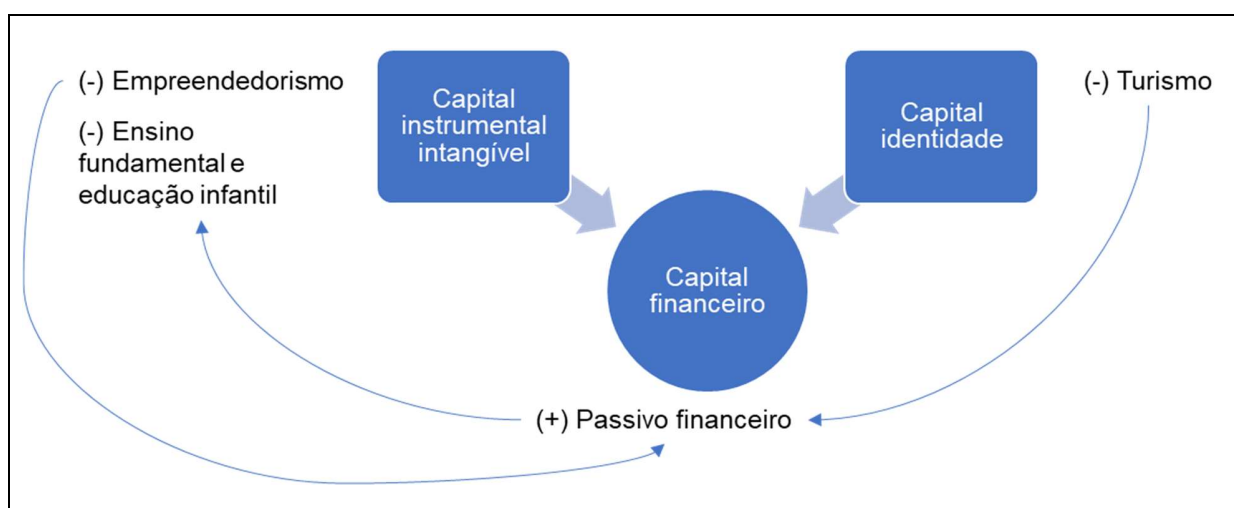 (-) Empreendedorismo
(-) Ensino
fundamental e
educação infantil
Capital
instrumental
intangível
Capital
identidade
(-) Turismo
Capital
financeiro
(+) Passivo financeiro